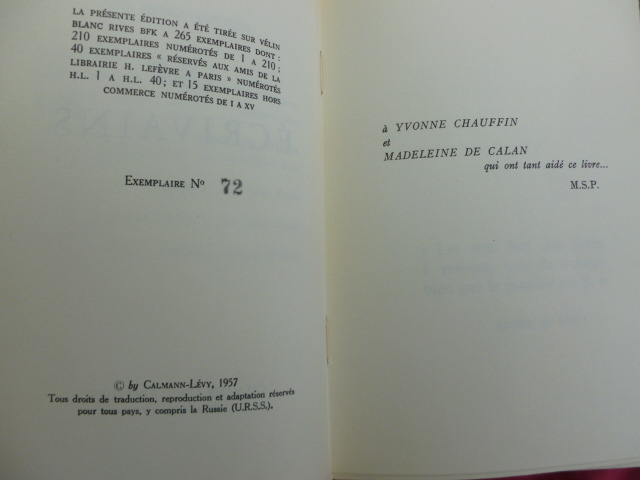 LA PRÉSENTE ÉDITION A ÉTÉ TIRÉE SUR VÉLIN
BLANC RIVES BFK A 265 EXEMPLAIRES DONT :
210 EXEMPLAIRES NUMÉROTÉS DE 1 A 210 ;
40 EXEMPLAIRES « RÉSERVÉS AUX AMIS DE LA
LIBRAIRIE H. LEFÈVRE A PARIS » NUMÉROTÉS
H.L. 1 A H.L. 40; ET 15 EXEMPLAIRES HORS
COMMERCE NUMÉROTÉS DE I A XV
EXEMPLAIRE No 72
© by CALMANN-LÉVY, 1957
Tous droits de traduction, reproduction et adaptation réservés
pour tous pays, y compris la Russie (U.R.S.S.).
à YVONNE CHAUFFIN
et
MADELEINE DE CALAN
qui ont tant aidé ce livre...
M.S.P.